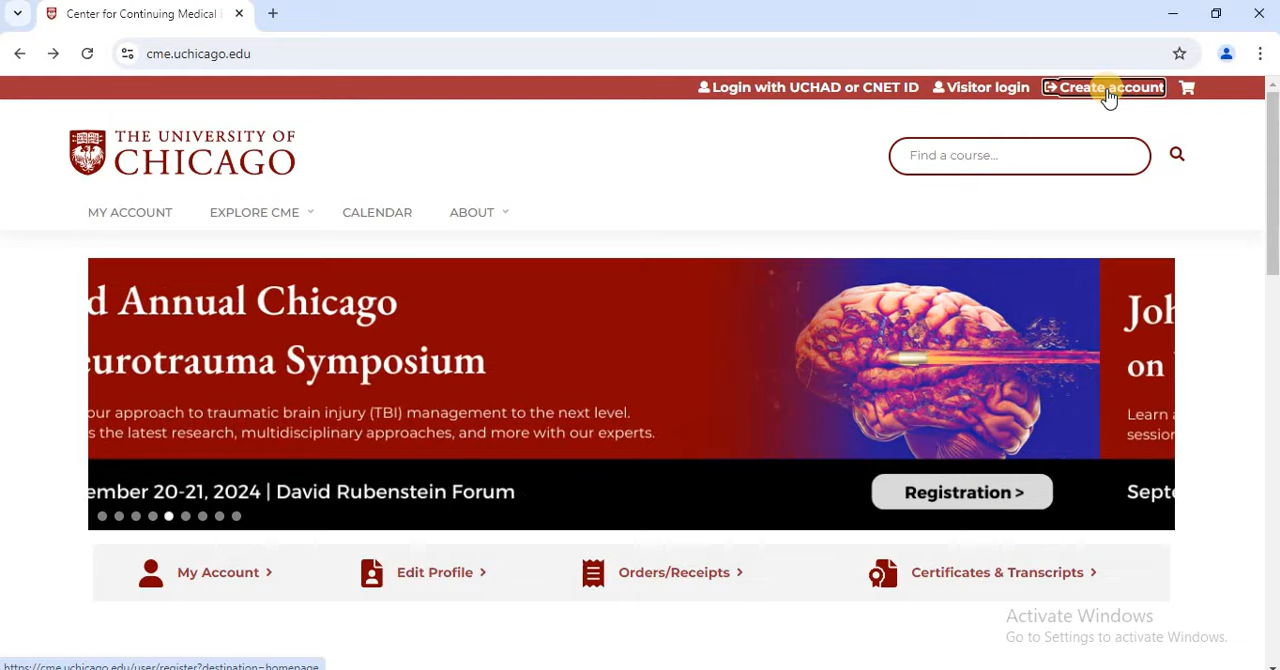 Center for Continuing Medical
cme.uchicago.edu
Login with UCHAD or CNET ID Visitor login Create account
THE UNIVERSITY OF
CHICAGO
Find a course...
MY ACCOUNT EXPLORE CME CALENDAR ABOUT
d Annual Chicago
eurotrauma Symposium
our approach to traumatic brain injury (TBI) management to the next level.
s the latest research, multidisciplinary approaches, and more with our experts.
ember 20-21, 2024 | David Rubenstein Forum
Registration >
Joh
on
Learn
sessio
Septe
My Account > Edit Profile > Orders/Receipts > Certificates & Transcripts >
Activate Windows
Go to Settings to activate Windows.
https://cme.uchicago.edu/user/register?destination=homepage